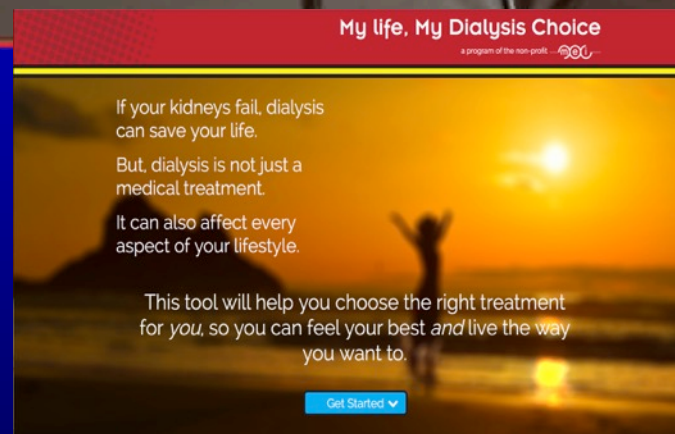 My life, My Dialysis Choice
a program of the non-profit mei
If your kidneys fail, dialysis
can save your life.
But, dialysis is not just a
medical treatment.
It can also affect every
aspect of your lifestyle.
This tool will help you choose the right treatment
for you, so you can feel your best and live the way
you want to.
Get Started